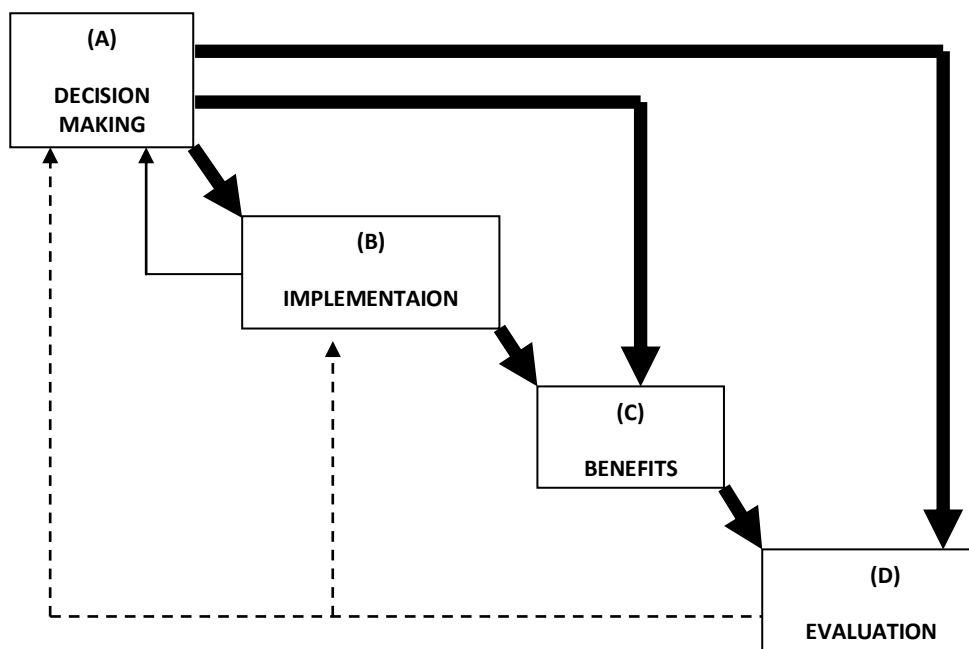 (A)
DECISION
MAKING
(B)
IMPLEMENTAION
(C)
BENEFITS
(D)
EVALUATION